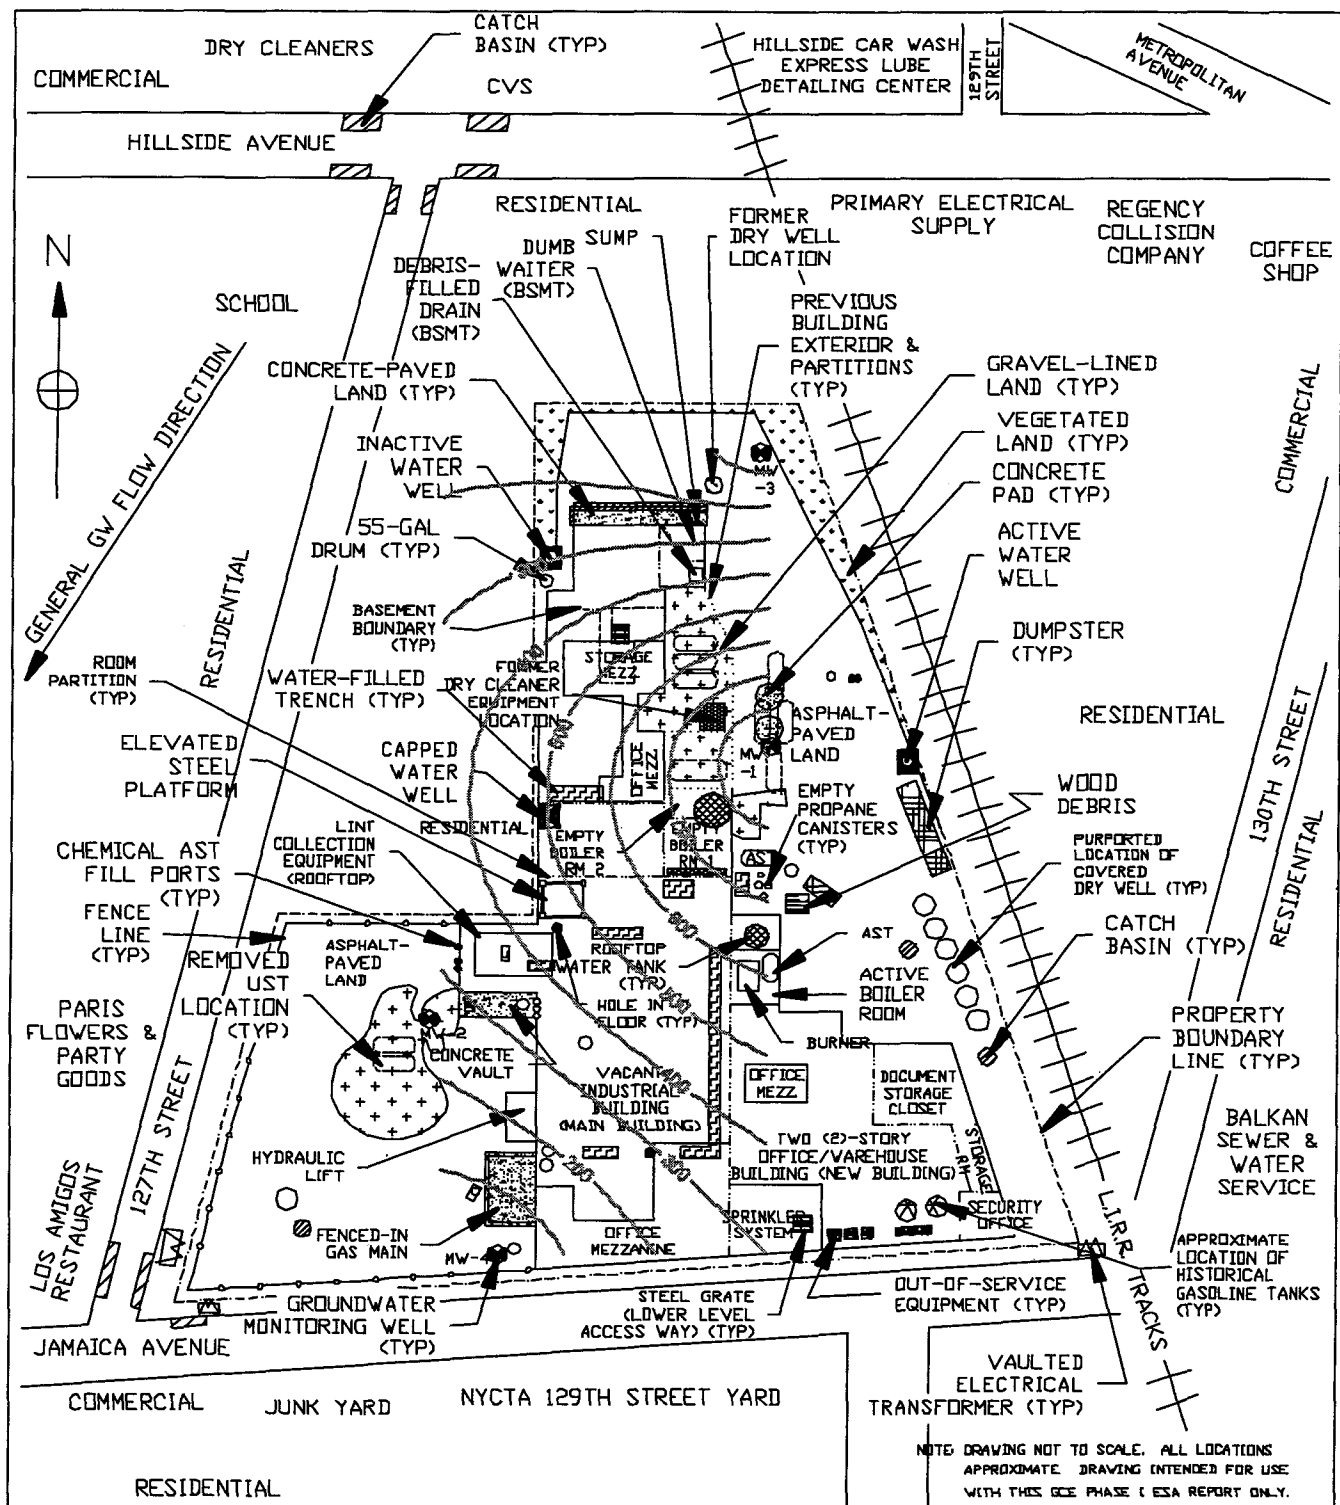 DRY CLEANERS
CATCH
BASIN (TYP)
COMMERCIAL
CVS
HILLSIDE CAR WASH
EXPRESS LUBE
DETAILING CENTER
129TH
STREET
METROPOLITAN
AVENUE
HILLSIDE AVENUE
RESIDENTIAL
PRIMARY ELECTRICAL
SUPPLY
REGENCY
COLLISION
COMPANY
COFFEE
SHOP
N
SCHOOL
GENERAL GW FLOW DIRECTION
DEBRIS-
FILLED
DRAIN
(BSMT)
DUMB
WAITER
(BSMT)
SUMP
FORMER
DRY WELL
LOCATION
PREVIOUS
BUILDING
EXTERIOR &
PARTITIONS
(TYP)
GRAVEL-LINED
LAND (TYP)
VEGETATED
LAND (TYP)
CONCRETE
PAD (TYP)
ACTIVE
WATER
WELL
DUMPSTER
(TYP)
COMMERCIAL
CONCRETE-PAVED
LAND (TYP)
INACTIVE
WATER
WELL
55-GAL
DRUM (TYP)
MW
-3
BASEMENT
BOUNDARY
(TYP)
RESIDENTIAL
ROOM
PARTITION (TYP)
WATER-FILLED
TRENCH (TYP)
STORAGE
MEZZ
FORMER
DRY CLEANER
EQUIPMENT
LOCATION
ASPHALT-
PAVED
LAND
MW
-1
RESIDENTIAL
130TH STREET
ELEVATED
STEEL
PLATFORM
CAPPED
WATER
WELL
OFFICE
MEZZ
EMPTY
PROPANE
CANISTERS
(TYP)
WOOD
DEBRIS
LINT
COLLECTION
EQUIPMENT
(ROOFTOP)
RESIDENTIAL
EMPTY
BOILER
RM 2
EMPTY
BOILER
RM 1
AST
PURPORTED
LOCATION OF
COVERED
DRY WELL (TYP)
RESIDENTIAL
CHEMICAL AST
FILL PORTS
(TYP)
FENCE
LINE
(TYP)
ASPHALT-
PAVED
LAND
REMOVED
UST
LOCATION
(TYP)
ROOFTOP
WATER TANK
(TYP)
AST
ACTIVE
BOILER
ROOM
CATCH
BASIN (TYP)
HOLE IN
FLOOR (TYP)
BURNER
PROPERTY
BOUNDARY
LINE (TYP)
PARIS
FLOWERS &
PARTY
GOODS
MW-2
CONCRETE
VAULT
VACANT
INDUSTRIAL
BUILDING
(MAIN BUILDING)
OFFICE
MEZZ
DOCUMENT
STORAGE
CLOSET
800
400
300
200
127TH STREET
HYDRAULIC
LIFT
TWO (2)-STORY
OFFICE/WAREHOUSE
BUILDING (NEW BUILDING)
STORAGE
RM
BALKAN
SEWER &
WATER
SERVICE
LOS AMIGOS
RESTAURANT
FENCED-IN
GAS MAIN
OFFICE
MEZZANINE
SPRINKLER
SYSTEM
SECURITY
OFFICE
L.I.R.R. TRACKS
MW-4
APPROXIMATE
LOCATION OF
HISTORICAL
GASOLINE TANKS
(TYP)
GROUNDWATER
MONITORING WELL
(TYP)
STEEL GRATE
(LOWER LEVEL
ACCESS WAY) (TYP)
OUT-OF-SERVICE
EQUIPMENT (TYP)
JAMAICA AVENUE
VAULTED
ELECTRICAL
TRANSFORMER (TYP)
COMMERCIAL
JUNK YARD
NYCTA 129TH STREET YARD
RESIDENTIAL
NOTE: DRAWING NOT TO SCALE. ALL LOCATIONS
APPROXIMATE DRAWING INTENDED FOR USE
WITH THIS GCE PHASE I ESA REPORT ONLY.